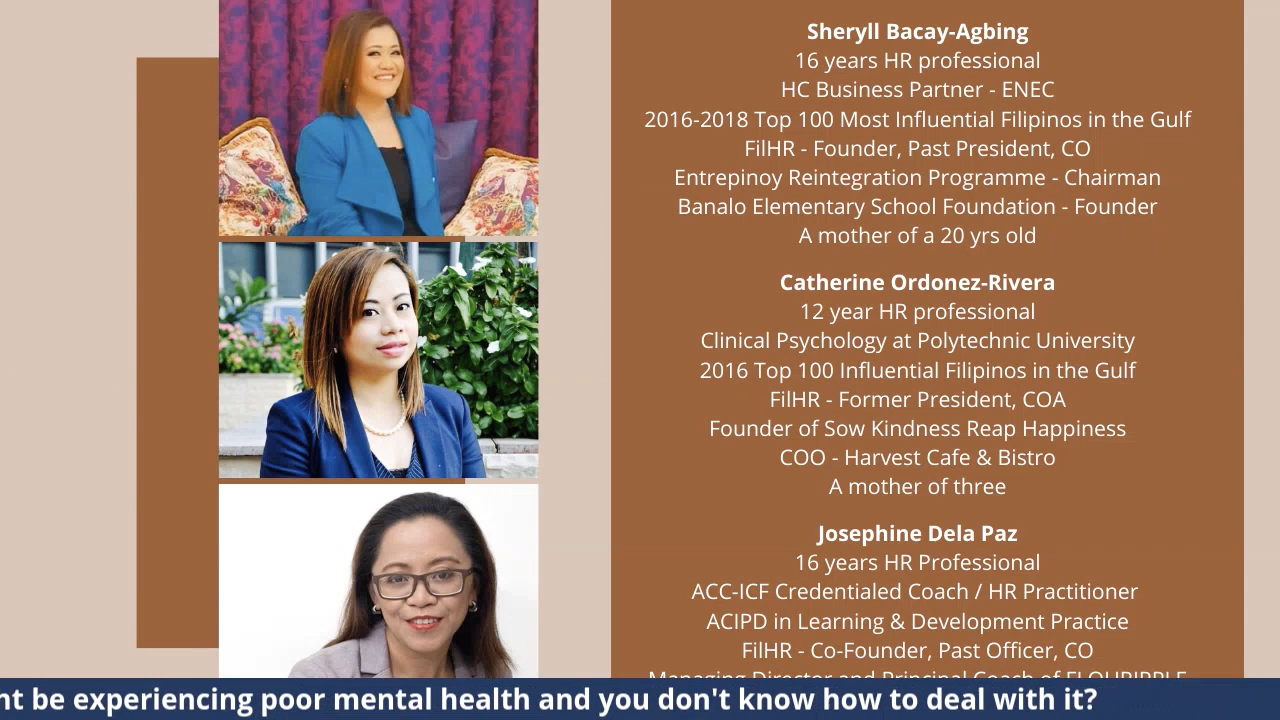 Sheryll Bacay-Agbing
16 years HR professional
HC Business Partner - ENEC
2016-2018 Top 100 Most Influential Filipinos in the Gulf
FilHR - Founder, Past President, CO
Entrepinoy Reintegration Programme - Chairman
Banalo Elementary School Foundation - Founder
A mother of a 20 yrs old
Catherine Ordonez-Rivera
12 year HR professional
Clinical Psychology at Polytechnic University
2016 Top 100 Influential Filipinos in the Gulf
FilHR - Former President, COA
Founder of Sow Kindness Reap Happiness
COO - Harvest Cafe & Bistro
A mother of three
Josephine Dela Paz
16 years HR Professional
ACC-ICF Credentialed Coach / HR Practitioner
ACIPD in Learning & Development Practice
FilHR - Co-Founder, Past Officer, CO
Managing Director and Principal Coach of
be experiencing poor mental health and you don't know how to deal with it?